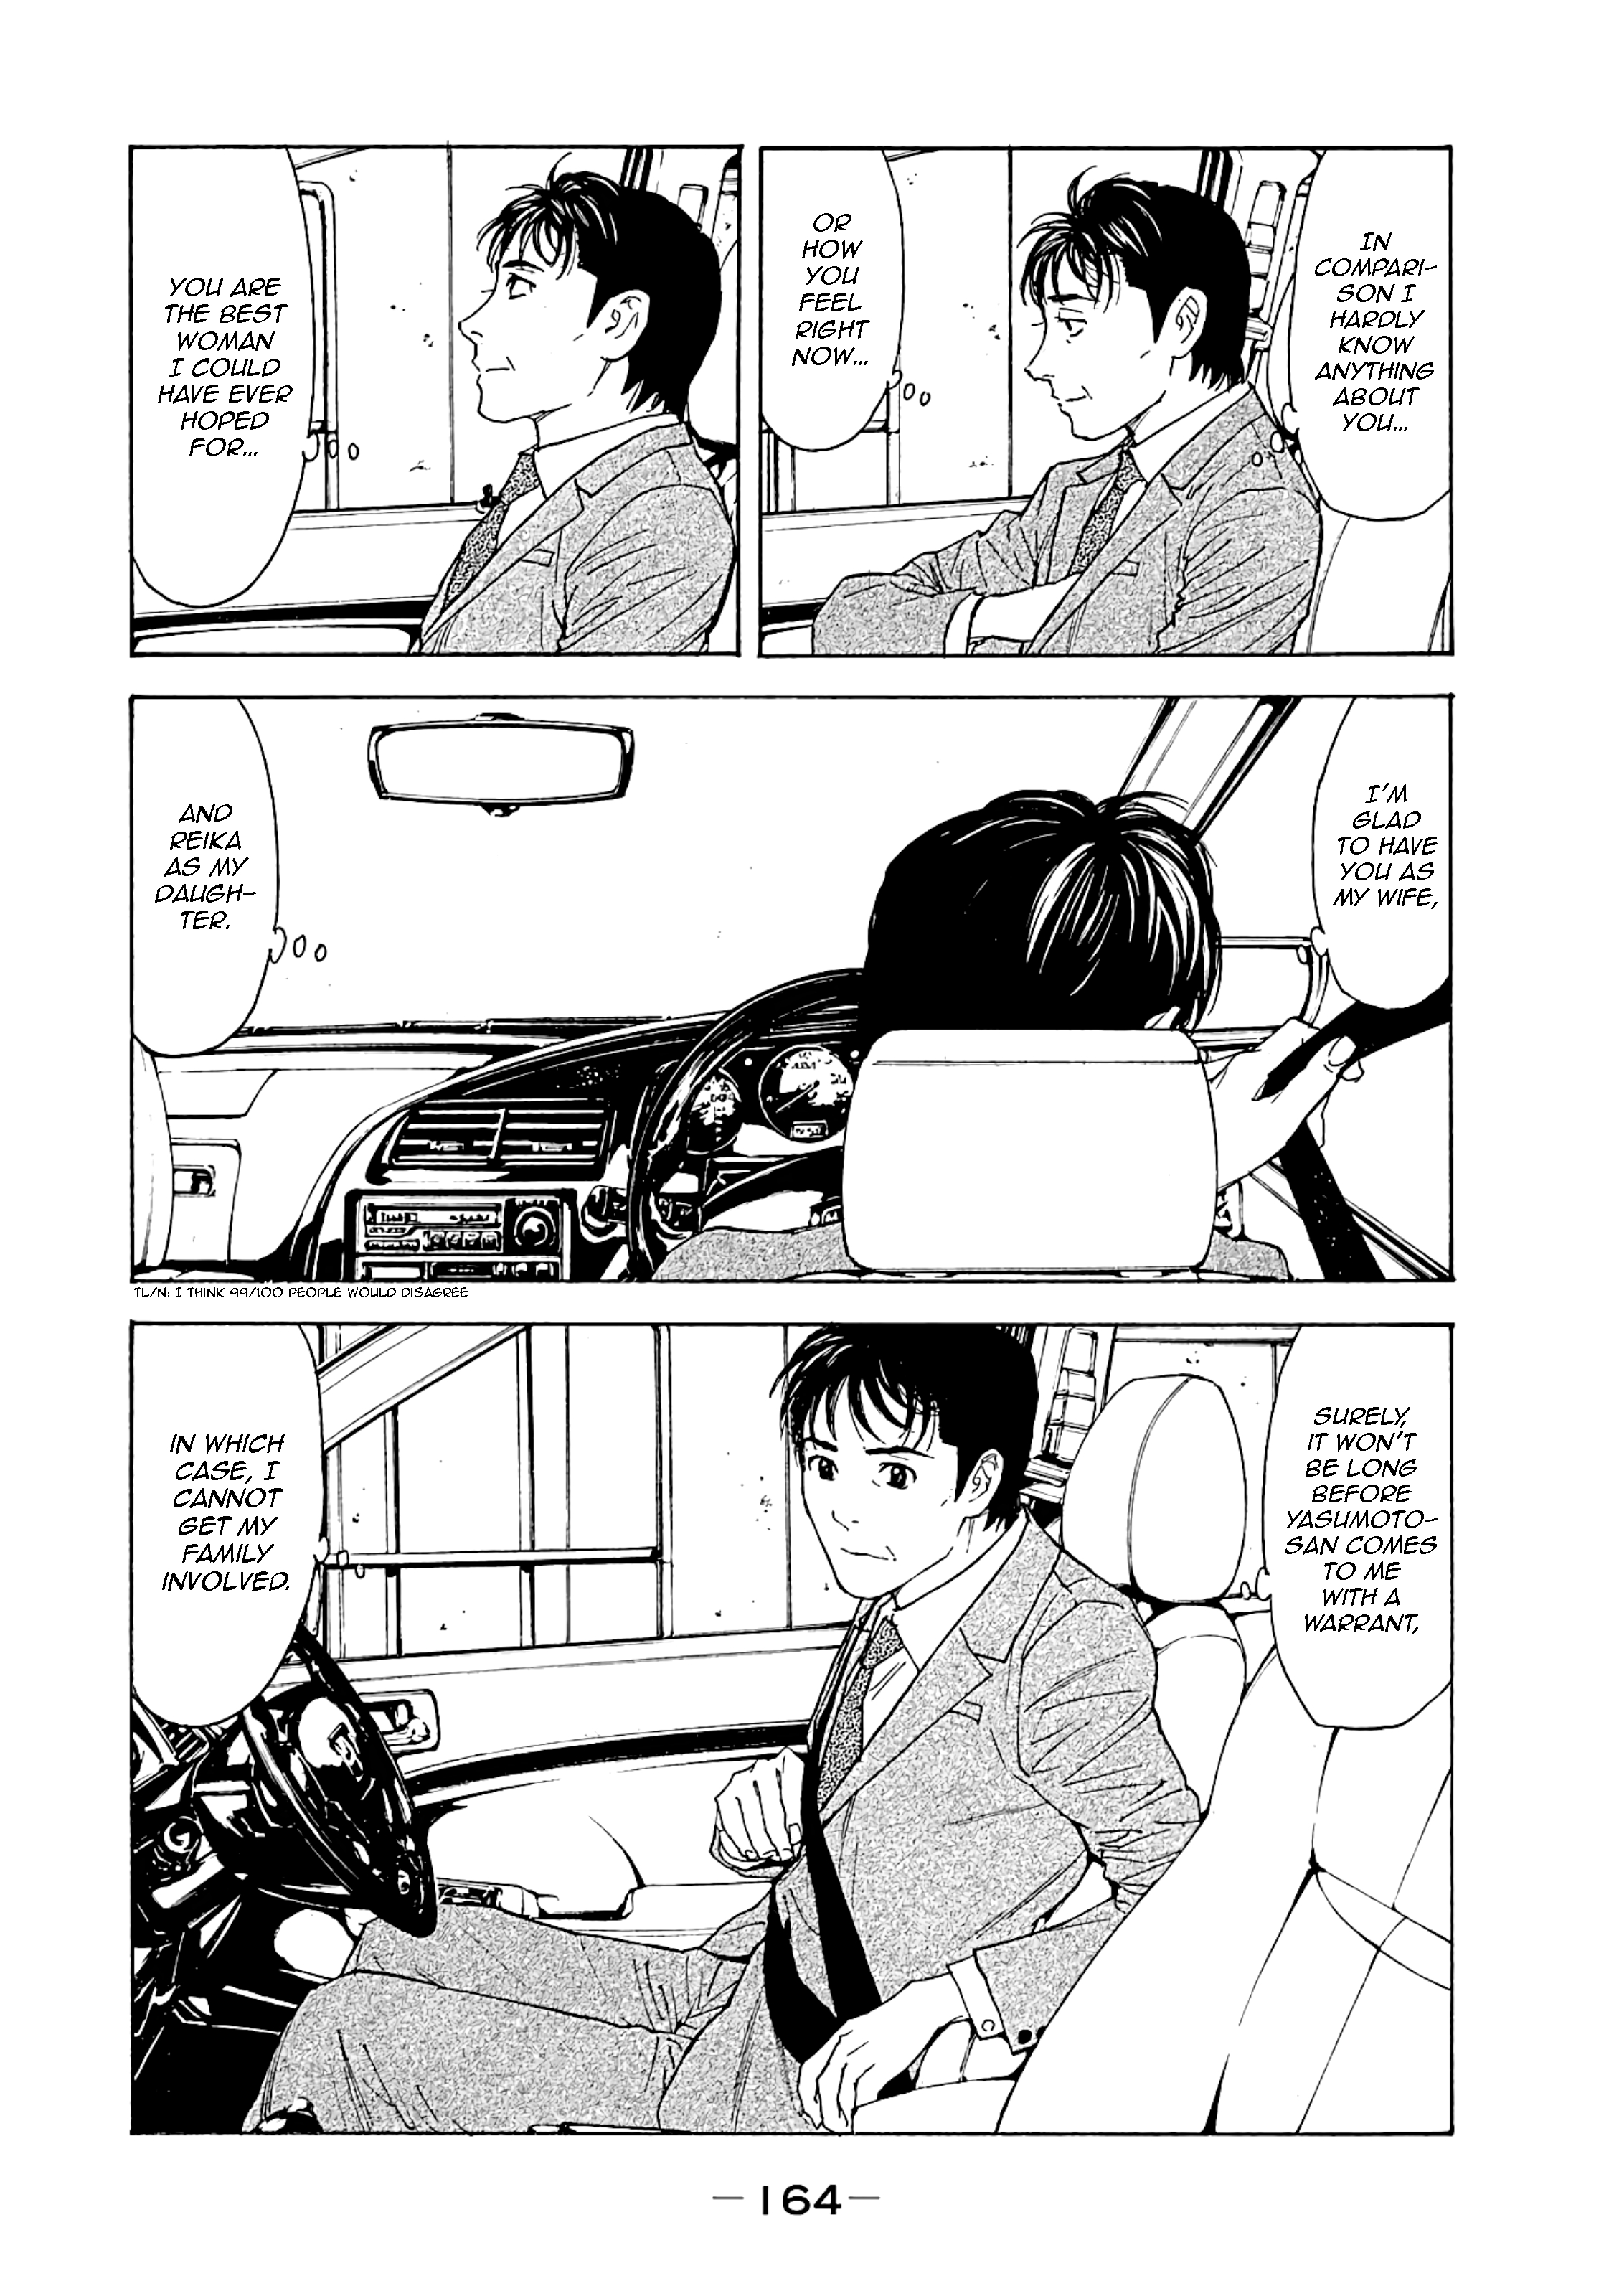 IN
COMPARI-
SON I
HARDLY
KNOW
ANYTHING
ABOUT
YOU...
OR
HOW
YOU
FEEL
RIGHT
NOW...
YOU ARE
THE BEST
WOMAN
I COULD
HAVE EVER
HOPED
FOR...
I'M
GLAD
TO HAVE
YOU AS
MY WIFE,
AND
REIKA
AS MY
DAUGH-
TER.
TL/N: I THINK 99/100 PEOPLE WOULD DISAGREE
SURELY,
IT WON'T
BE LONG
BEFORE
YASUMOTO-
SAN COMES
TO ME
WITH A
WARRANT,
IN WHICH
CASE, I
CANNOT
GET MY
FAMILY
INVOLVED.
—164—